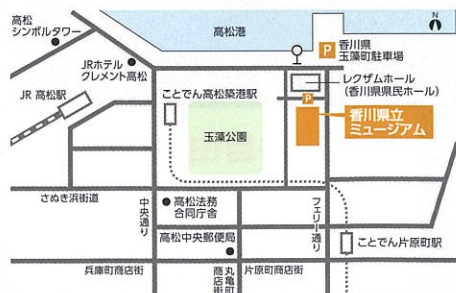 高松
シンボルタワー
高松港
N
P
香川県
玉藻町駐車場
JRホテル
クレメント高松
レクザムホール
(香川県県民ホール)
JR 高松駅
ことでん高松築港駅
P
香川県立
ミュージアム
玉藻公園
さぬき浜街道
中央通り
高松法務
合同庁舎
フェリー通り
高松中央郵便局
ことでん片原町駅
兵庫町商店街
丸亀町
商店街
片原町商店街